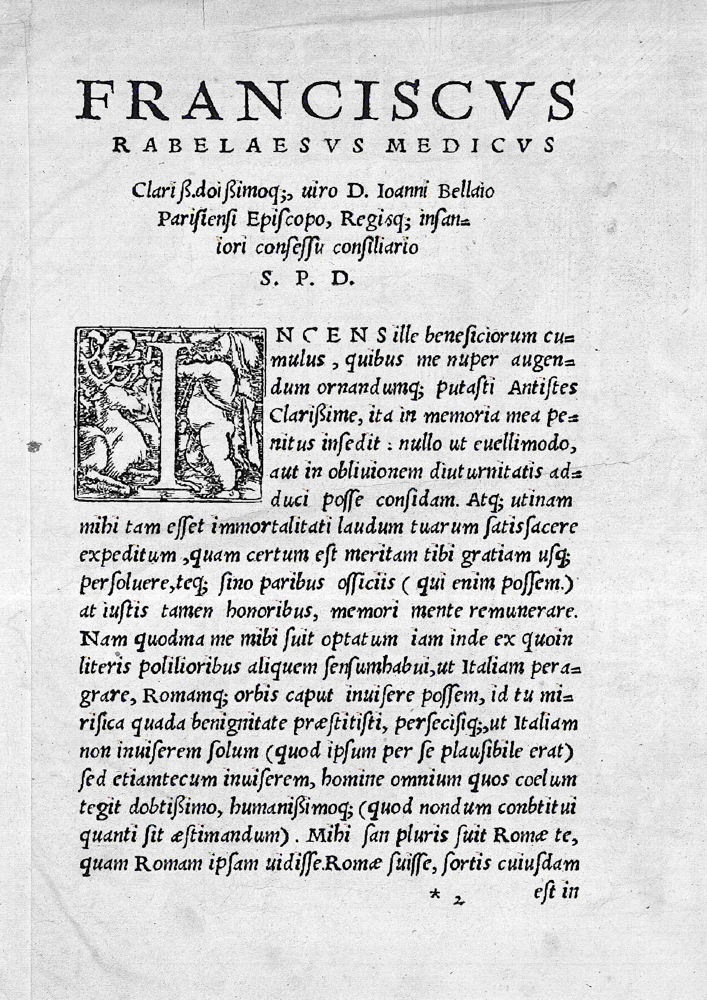 FRANCISCVS
RABELAESVS MEDICVS
Clariß.doißimoq;, uiro D. Ioanni Bellaio
Pariſienſi Epiſcopo, Regisq; inſan=
iori conſeſſu conſiliario
S. P. D.
INCENS ille beneſiciorum cu=
mulus , quibus me nuper augen=
dum ornandumq; putaſti Antiſtes
Clarißime, ita in memoria mea pe=
nitus inſedit : nullo ut euellimodo,
aut in obliuionem diuturnitatis ad=
duci poſſe conſidam. Atq; utinam
mihi tam eſſet immortalitati laudum tuarum ſatisſacere
expeditum ,quam certum eſt meritam tibi gratiam uſq;
perſoluere,teq; ſino paribus oſſiciis ( qui enim poſſem.)
at iuſtis tamen honoribus, memori mente remunerare.
Nam quodma me mibi ſuit optatum iam inde ex quoin
literis polilioribus aliquem ſenſumhabui,ut Italiam pera=
grare, Romamq; orbis caput inuiſere poſſem, id tu mi=
riſica quada benignitate præſtitiſti, perſeciſiq;,ut Italiam
non inuiſerem ſolum (quod ipſum per ſe plauſibile erat)
ſed etiamtecum inuiſerem, homine omnium quos coelum
tegit dobtißimo, humanißimoq; (quod nondum conbtitui
quanti ſit æſtimandum) . Mihi ſan pluris ſuit Romæ te,
quam Romam ipſam uidiſſe.Romæ ſuiſſe, ſortis cuiuſdam
* 2 eſt in